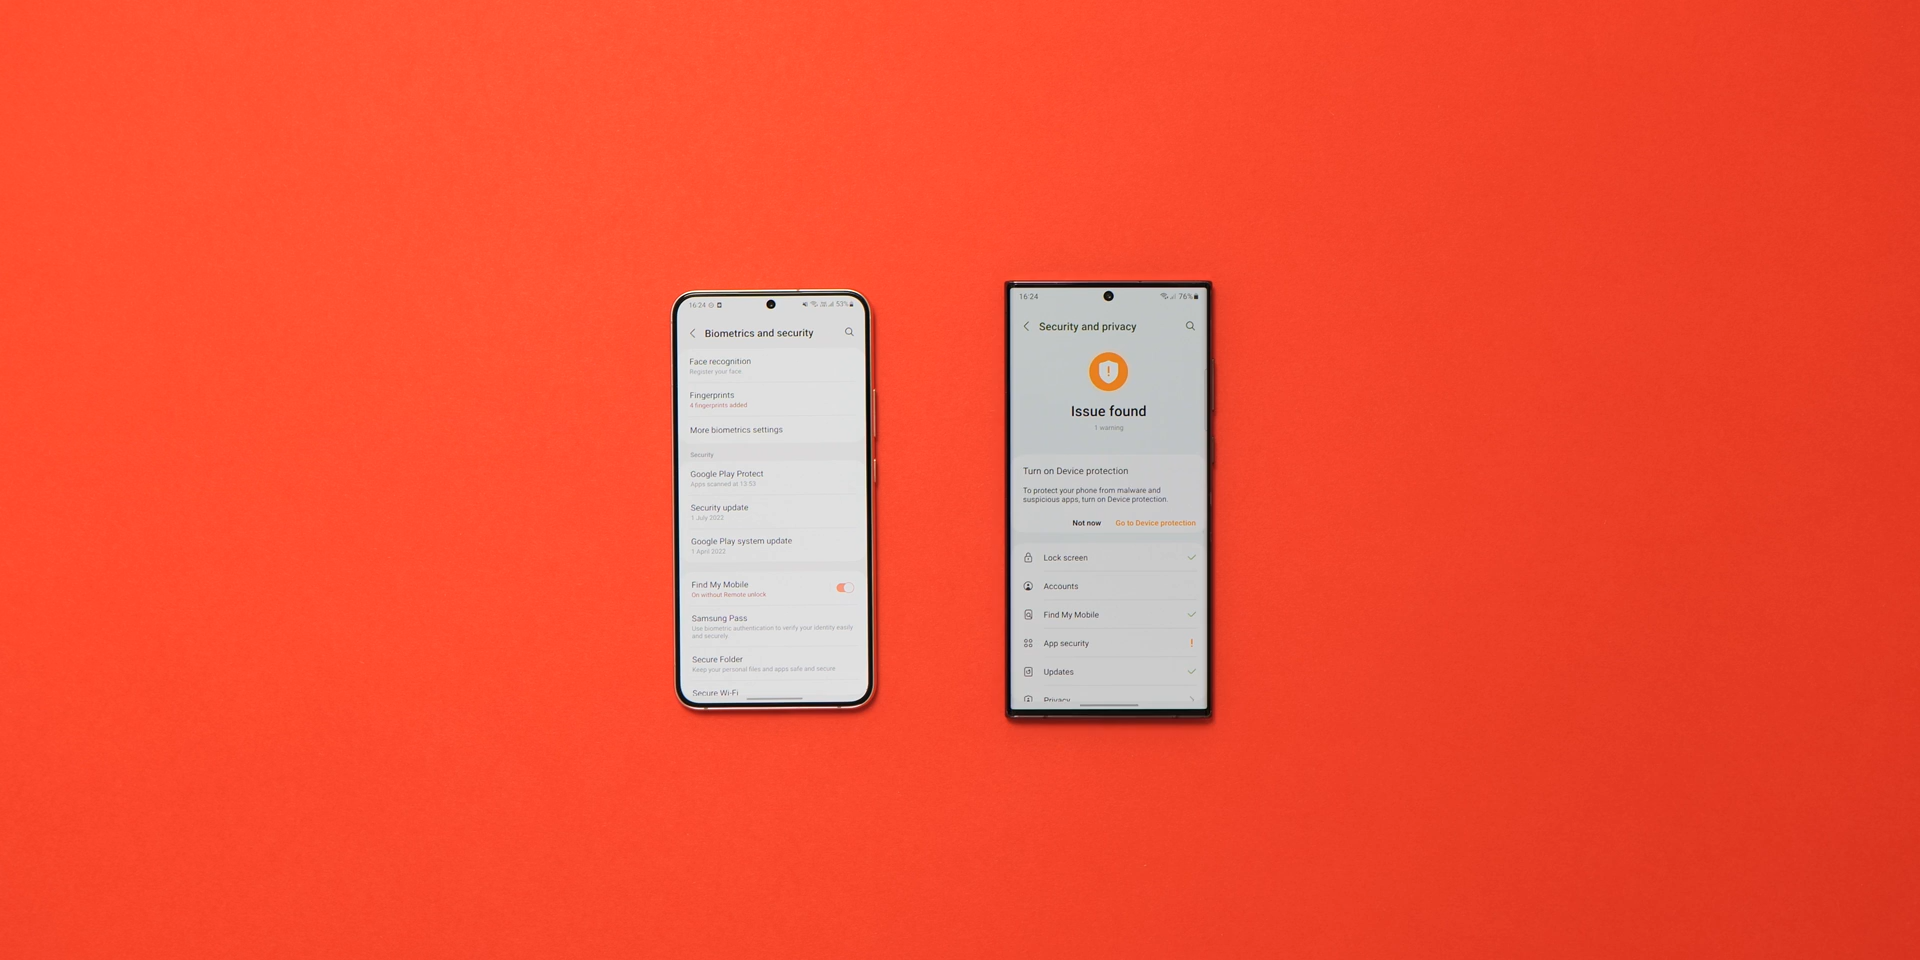 16:24
53%
Biometrics and security
Face recognition
Register your face.
Fingerprints
4 fingerprints added
More biometrics settings
Security
Google Play Protect
Apps scanned at 13:53
Security update
1 July 2022
Google Play system update
1 April 2022
Find My Mobile
On without Remote unlock
Samsung Pass
Use biometric authentication to verify your identity easily
and securely.
Secure Folder
Keep your personal files and apps safe and secure.
Secure Wi-Fi
16:24
76%
Security and privacy
Issue found
1 warning
Turn on Device protection
To protect your phone from malware and
suspicious apps, turn on Device protection.
Not now
Go to Device protection
Lock screen
Accounts
Find My Mobile
App security
!
Updates
Privacy